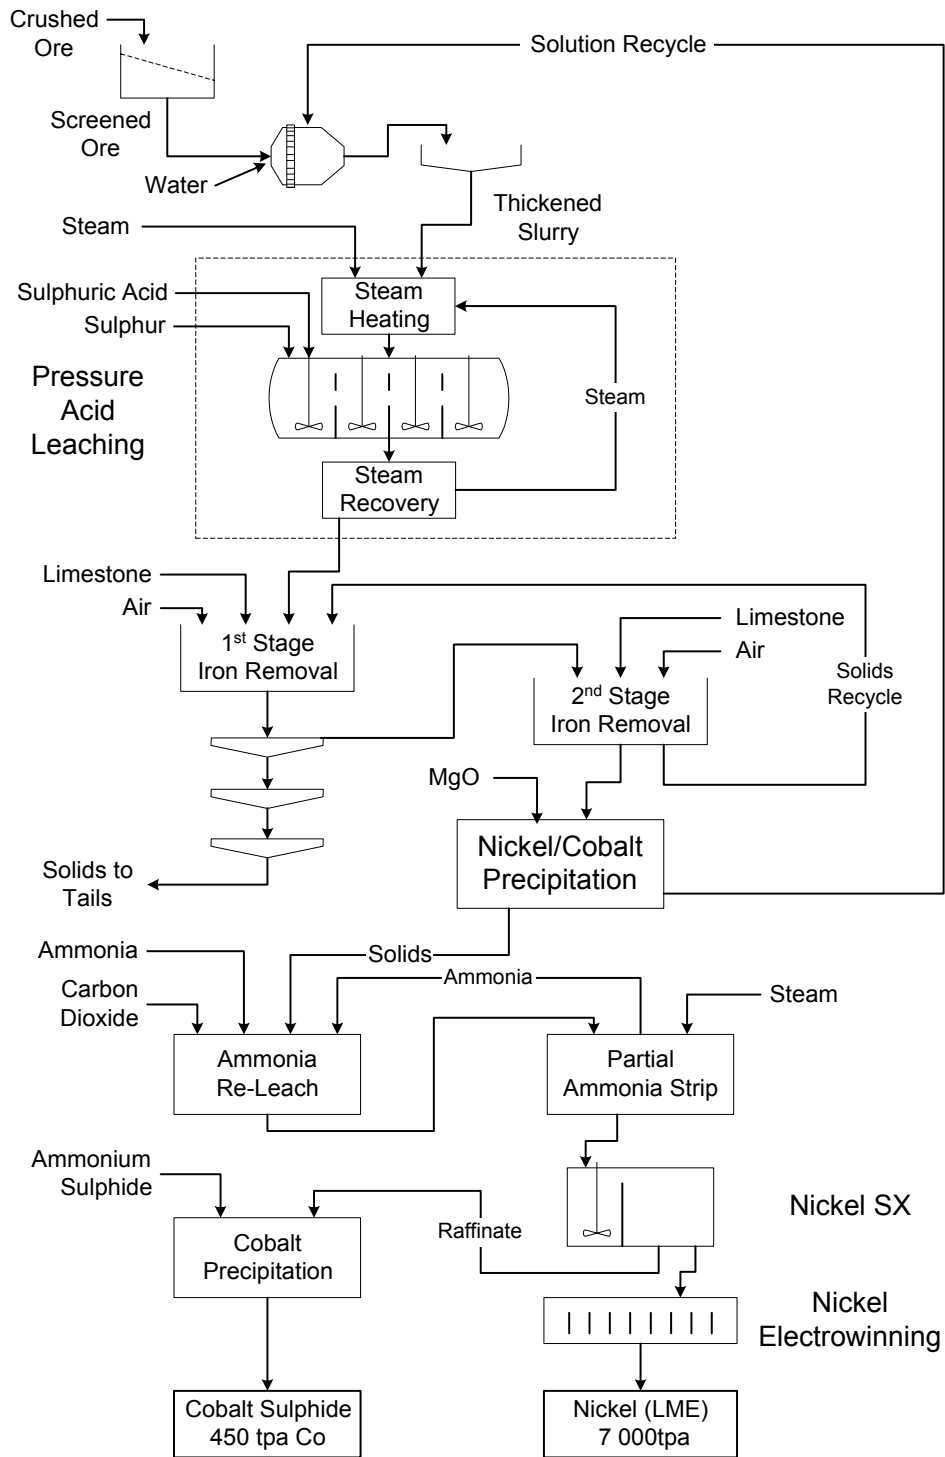 Crushed
Ore
Solution Recycle
Screened
Ore
Water
Thickened
Slurry
Steam
Sulphuric Acid
Sulphur
Steam
Heating
Pressure
Acid
Leaching
Steam
Steam
Recovery
Limestone
Air
1st Stage
Iron Removal
Limestone
Air
2nd Stage
Iron Removal
Solids
Recycle
MgO
Nickel/Cobalt
Precipitation
Solids to
Tails
Ammonia
Solids
Ammonia
Carbon
Dioxide
Steam
Ammonia
Re-Leach
Partial
Ammonia Strip
Ammonium
Sulphide
Raffinate
Nickel SX
Cobalt
Precipitation
Nickel
Electrowinning
Cobalt Sulphide
450 tpa Co
Nickel (LME)
7 000tpa